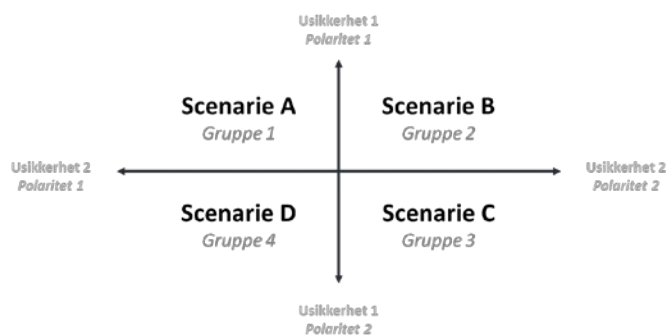 Usikkerhet 1
Polaritet 1
Scenarie A
Gruppe 1
Scenarie B
Gruppe 2
Usikkerhet 2
Polaritet 1
Usikkerhet 2
Polaritet 2
Scenarie D
Gruppe 4
Scenarie C
Gruppe 3
Usikkerhet 1
Polaritet 2